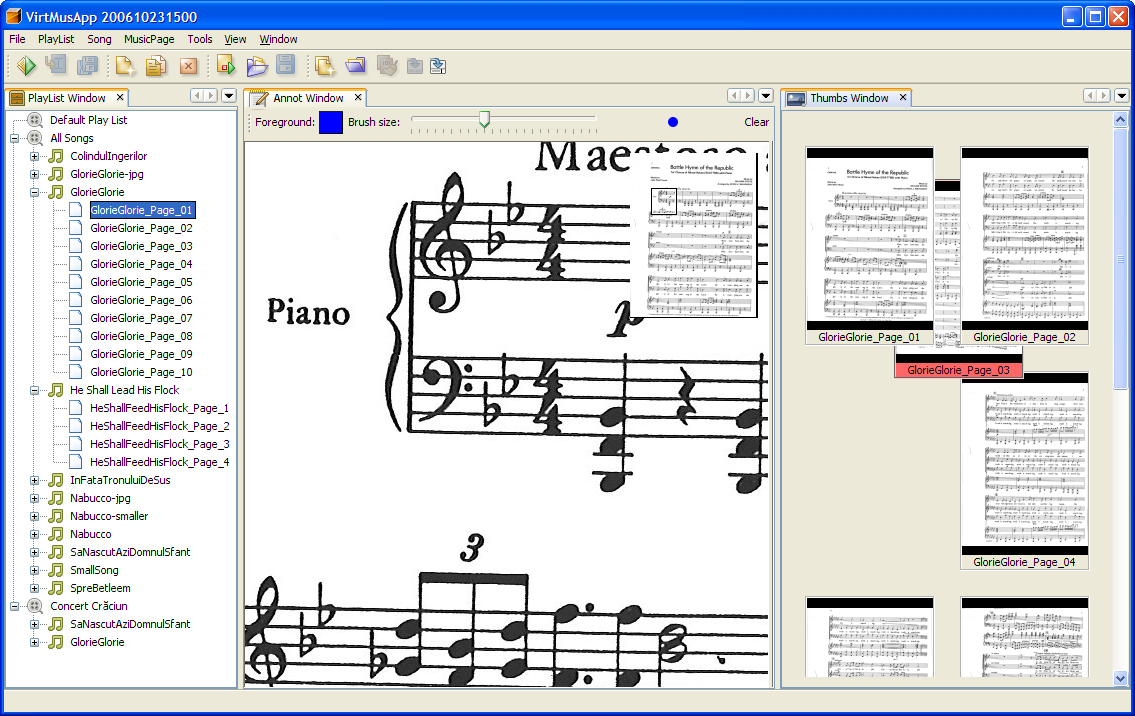 VirtMusApp 200610231500
File PlayList Song MusicPage Tools View Window
PlayList Window
Default Play List
All Songs
ColindulIngerilor
GlorieGlorie-jpg
GlorieGlorie
GlorieGlorie_Page_01
GlorieGlorie_Page_02
GlorieGlorie_Page_03
GlorieGlorie_Page_04
GlorieGlorie_Page_05
GlorieGlorie_Page_06
GlorieGlorie_Page_07
GlorieGlorie_Page_08
GlorieGlorie_Page_09
GlorieGlorie_Page_10
He Shall Lead His Flock
HeShallFeedHisFlock_Page_1
HeShallFeedHisFlock_Page_2
HeShallFeedHisFlock_Page_3
HeShallFeedHisFlock_Page_4
InFataTronuluiDeSus
Nabucco-jpg
Nabucco-smaller
Nabucco
SaNascutAziDomnulSfant
SmallSong
SpreBetleem
Concert Crăciun
SaNascutAziDomnulSfant
GlorieGlorie
Annot Window
Foreground: Brush size: Clear
Maestoso
Battle Hymn of the Republic
Piano
p
3
Thumbs Window
Battle Hymn of the Republic
GlorieGlorie_Page_01
GlorieGlorie_Page_02
GlorieGlorie_Page_03
GlorieGlorie_Page_04